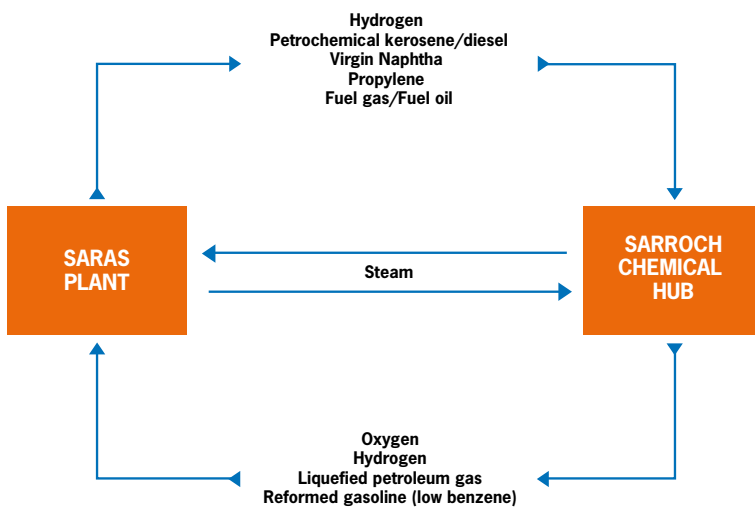 Hydrogen
Petrochemical kerosene/diesel
Virgin Naphtha
Propylene
Fuel gas/Fuel oil
SARAS
PLANT
Steam
SARROCH
CHEMICAL
HUB
Oxygen
Hydrogen
Liquefied petroleum gas
Reformed gasoline (low benzene)